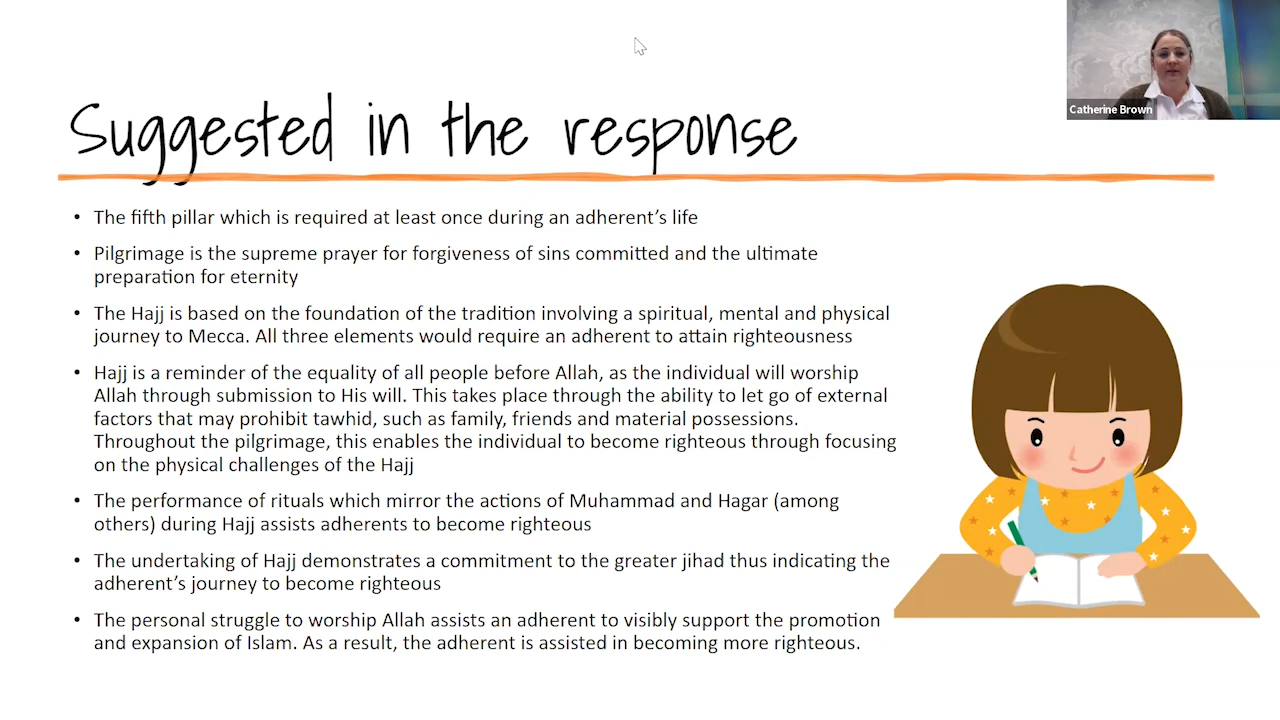 Catherine Brown
Suggested in the response
• The fifth pillar which is required at least once during an adherent’s life
• Pilgrimage is the supreme prayer for forgiveness of sins committed and the ultimate
preparation for eternity
• The Hajj is based on the foundation of the tradition involving a spiritual, mental and physical
journey to Mecca. All three elements would require an adherent to attain righteousness
• Hajj is a reminder of the equality of all people before Allah, as the individual will worship
Allah through submission to His will. This takes place through the ability to let go of external
factors that may prohibit tawhid, such as family, friends and material possessions.
Throughout the pilgrimage, this enables the individual to become righteous through focusing
on the physical challenges of the Hajj
• The performance of rituals which mirror the actions of Muhammad and Hagar (among
others) during Hajj assists adherents to become righteous
• The undertaking of Hajj demonstrates a commitment to the greater jihad thus indicating the
adherent’s journey to become righteous
• The personal struggle to worship Allah assists an adherent to visibly support the promotion
and expansion of Islam. As a result, the adherent is assisted in becoming more righteous.